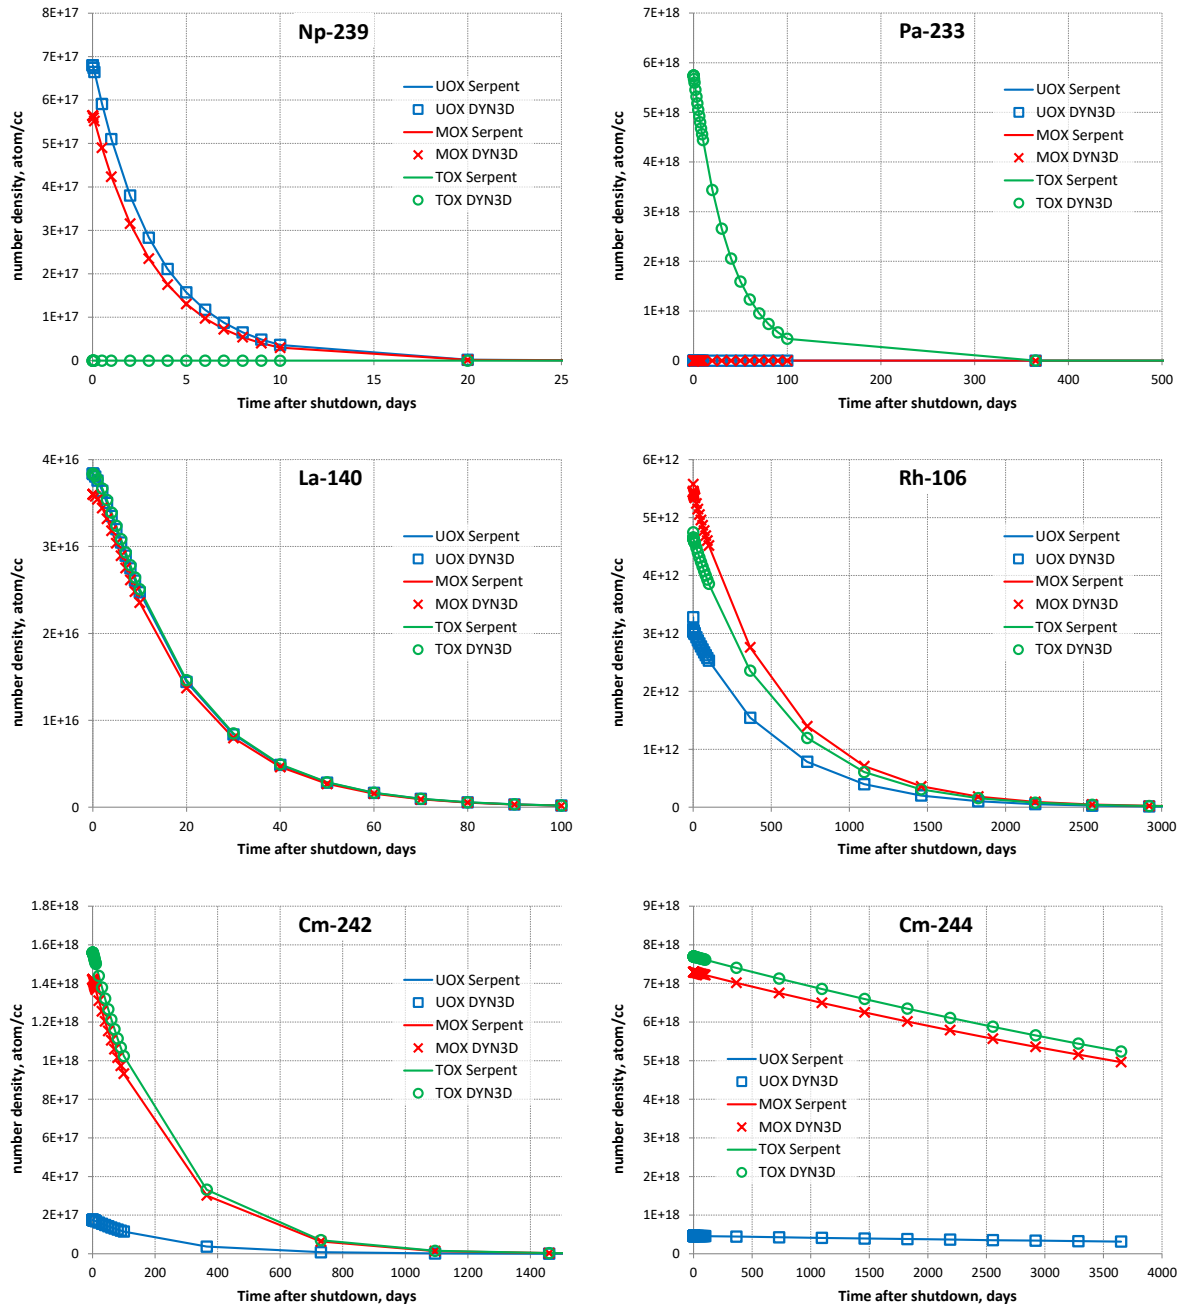 Np-239
number density, atom/cc
8E+17
7E+17
6E+17
5E+17
4E+17
3E+17
2E+17
1E+17
0
UOX Serpent
UOX DYN3D
MOX Serpent
MOX DYN3D
TOX Serpent
TOX DYN3D
0 5 10 15 20 25
Time after shutdown, days
Pa-233
number density, atom/cc
7E+18
6E+18
5E+18
4E+18
3E+18
2E+18
1E+18
0
UOX Serpent
UOX DYN3D
MOX Serpent
MOX DYN3D
TOX Serpent
TOX DYN3D
0 100 200 300 400 500
Time after shutdown, days
La-140
number density, atom/cc
4E+16
3E+16
2E+16
1E+16
0
UOX Serpent
UOX DYN3D
MOX Serpent
MOX DYN3D
TOX Serpent
TOX DYN3D
0 20 40 60 80 100
Time after shutdown, days
Rh-106
number density, atom/cc
6E+12
5E+12
4E+12
3E+12
2E+12
1E+12
0
UOX Serpent
UOX DYN3D
MOX Serpent
MOX DYN3D
TOX Serpent
TOX DYN3D
0 500 1000 1500 2000 2500 3000
Time after shutdown, days
Cm-242
number density, atom/cc
1.8E+18
1.6E+18
1.4E+18
1.2E+18
1E+18
8E+17
6E+17
4E+17
2E+17
0
UOX Serpent
UOX DYN3D
MOX Serpent
MOX DYN3D
TOX Serpent
TOX DYN3D
0 200 400 600 800 1000 1200 1400
Time after shutdown, days
Cm-244
number density, atom/cc
9E+18
8E+18
7E+18
6E+18
5E+18
4E+18
3E+18
2E+18
1E+18
0
UOX Serpent
UOX DYN3D
MOX Serpent
MOX DYN3D
TOX Serpent
TOX DYN3D
0 500 1000 1500 2000 2500 3000 3500 4000
Time after shutdown, days